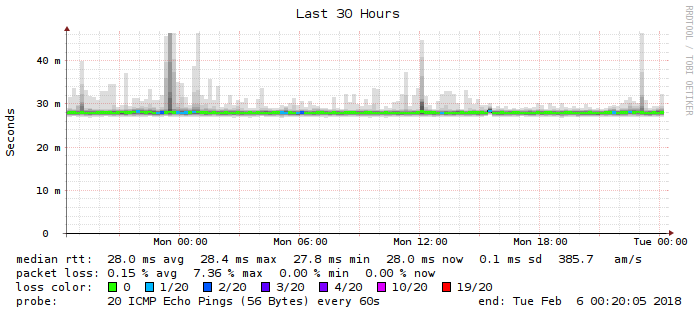 Last 30 Hours
RRDTOOL / TOBI OETIKER
Seconds
40 m
30 m
20 m
10 m
0
Mon 00:00 Mon 06:00 Mon 12:00 Mon 18:00 Tue 00:00
median rtt: 28.0 ms avg 28.4 ms max 27.8 ms min 28.0 ms now 0.1 ms sd 385.7 am/s
packet loss: 0.15 % avg 7.36 % max 0.00 % min 0.00 % now
loss color: 0 1/20 2/20 3/20 4/20 10/20 19/20
probe: 20 ICMP Echo Pings (56 Bytes) every 60s end: Tue Feb 6 00:20:05 2018